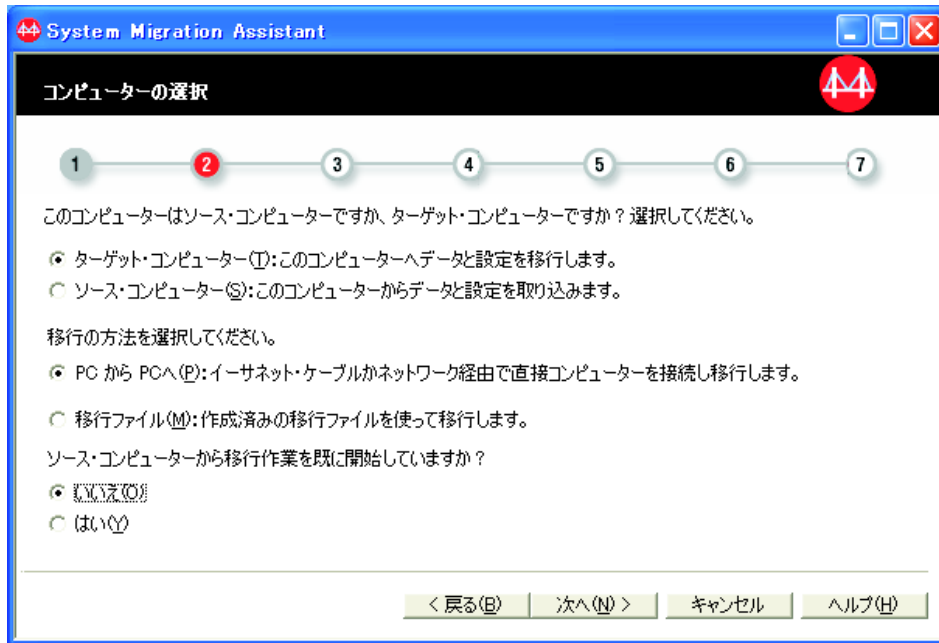 System Migration Assistant
コンピューターの選択
1 2 3 4 5 6 7
このコンピューターはソース・コンピューターですか、ターゲット・コンピューターですか？選択してください。
ターゲット・コンピューター(T):このコンピューターへデータと設定を移行します。
ソース・コンピューター(S):このコンピューターからデータと設定を取り込みます。
移行の方法を選択してください。
PC から PCへ(P):イーサネット・ケーブルかネットワーク経由で直接コンピューターを接続し移行します。
移行ファイル(M):作成済みの移行ファイルを使って移行します。
ソース・コンピューターから移行作業を既に開始していますか？
いいえ(O)
はい(Y)
< 戻る(B) 次へ(N) > キャンセル ヘルプ(H)